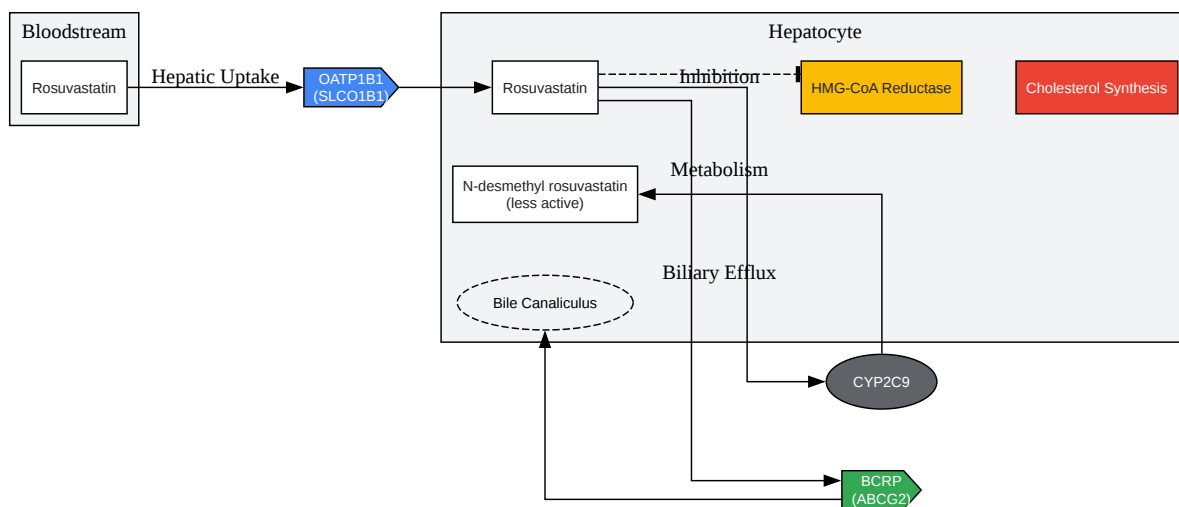 Bloodstream
Hepatocyte
Rosuvastatin
Hepatic Uptake
OATP1B1
(SLCO1B1)
Rosuvastatin
Inhibition
HMG-CoA Reductase
Cholesterol Synthesis
Metabolism
N-desmethyl rosuvastatin
(less active)
Biliary Efflux
Bile Canaliculus
CYP2C9
BCRP
(ABCG2)